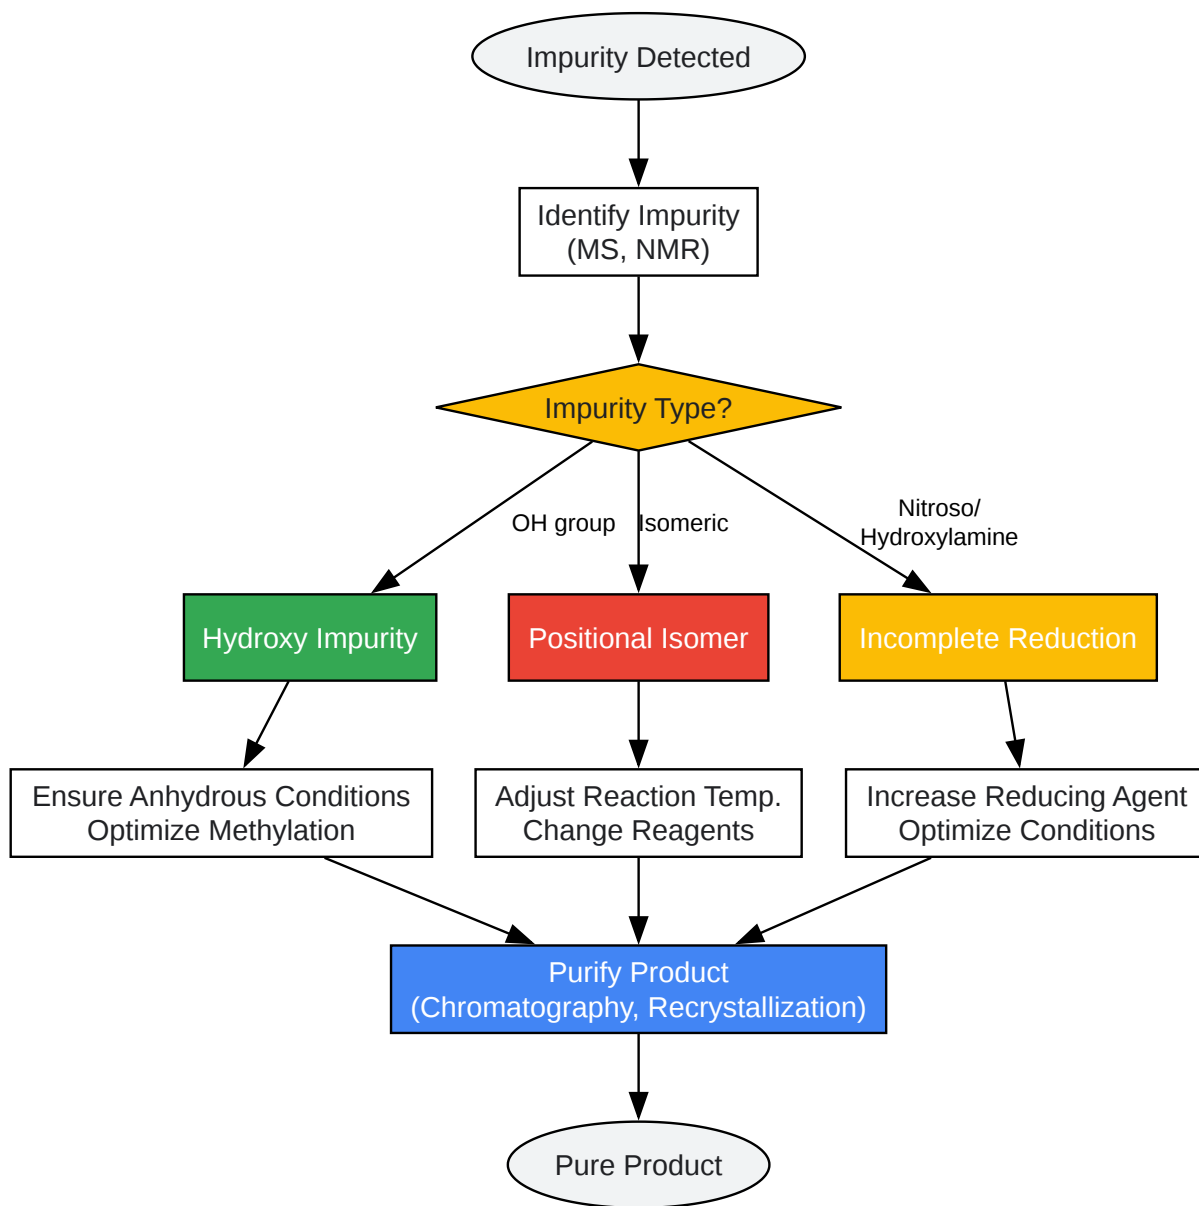 Impurity Detected
Identify Impurity
(MS, NMR)
Impurity Type?
OH group
Isomeric
Nitroso/
Hydroxylamine
Hydroxy Impurity
Positional Isomer
Incomplete Reduction
Ensure Anhydrous Conditions
Optimize Methylation
Adjust Reaction Temp.
Change Reagents
Increase Reducing Agent
Optimize Conditions
Purify Product
(Chromatography, Recrystallization)
Pure Product